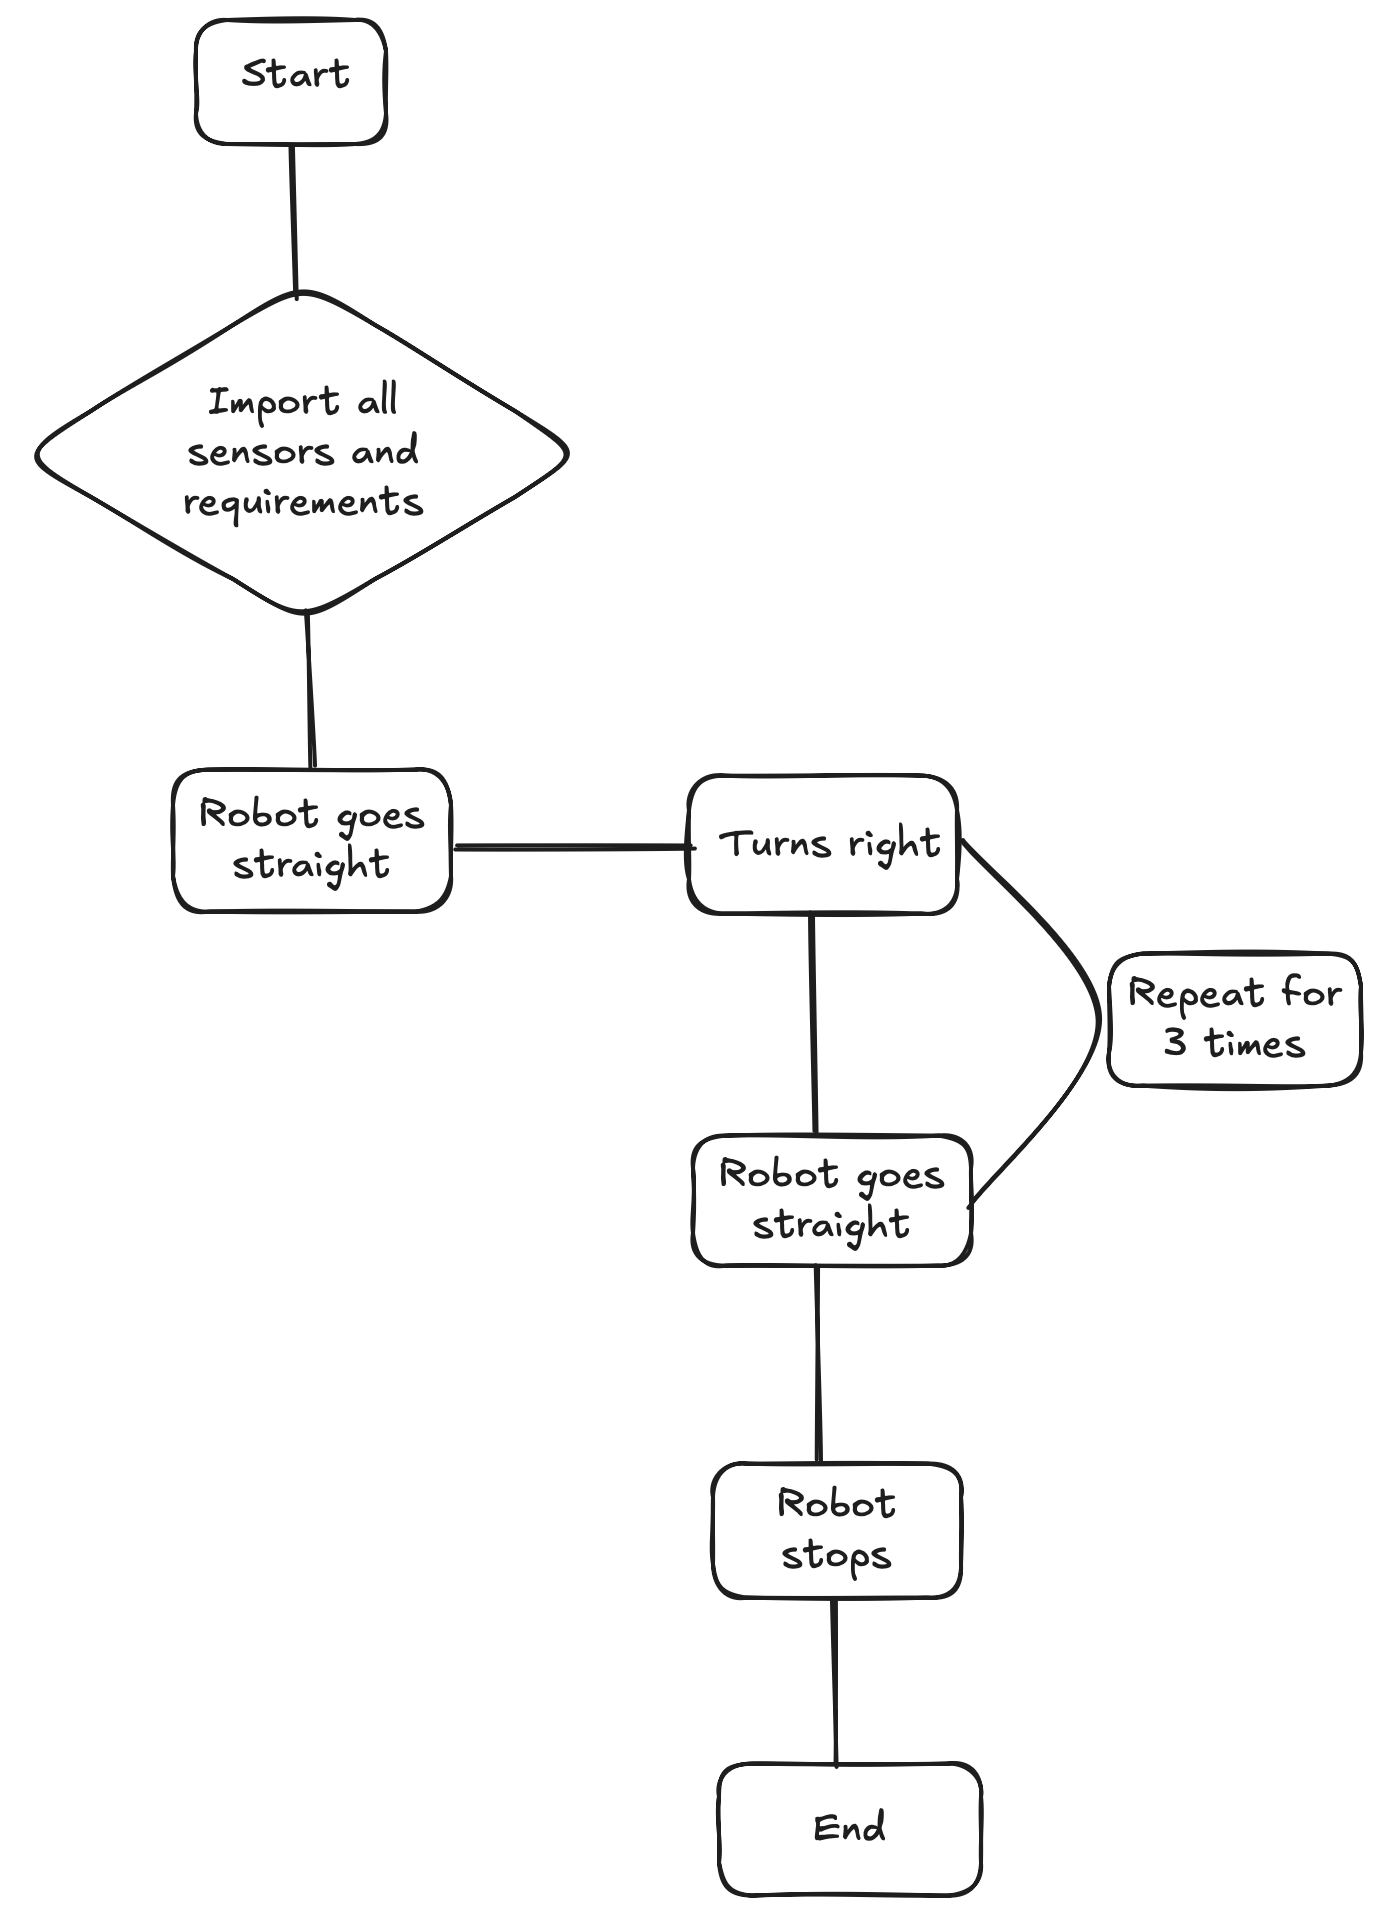 Start
Import all
sensors and
requirements
Robot goes
straight
Turns right
Repeat for
3 times
Robot goes
straight
Robot
stops
End